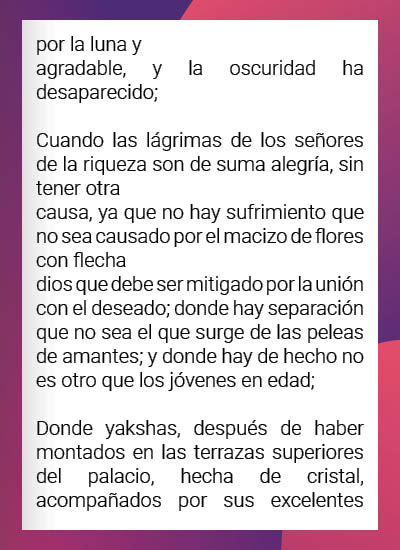 por la luna y
agradable, y la oscuridad ha
desaparecido;
Cuando las lágrimas de los señores
de la riqueza son de suma alegría, sin
tener otra
causa, ya que no hay sufrimiento que
no sea causado por el macizo de flores
con flecha
dios que debe ser mitigado por la unión
con el deseado; donde hay separación
que no sea el que surge de las peleas
de amantes; y donde hay de hecho no
es otro que los jóvenes en edad;
Donde yakshas, después de haber
montados en las terrazas superiores
del palacio, hecha de cristal,
acompañados por sus excelentes